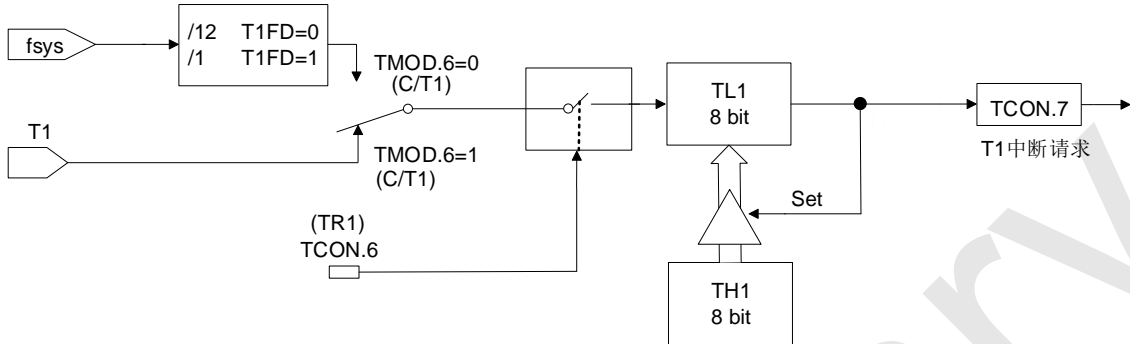 fsys
/12 T1FD=0
/1 T1FD=1
TMOD.6=0
(C/T1)
T1
TMOD.6=1
(C/T1)
(TR1)
TCON.6
TL1
8 bit
Set
TH1
8 bit
TCON.7
T1中断请求